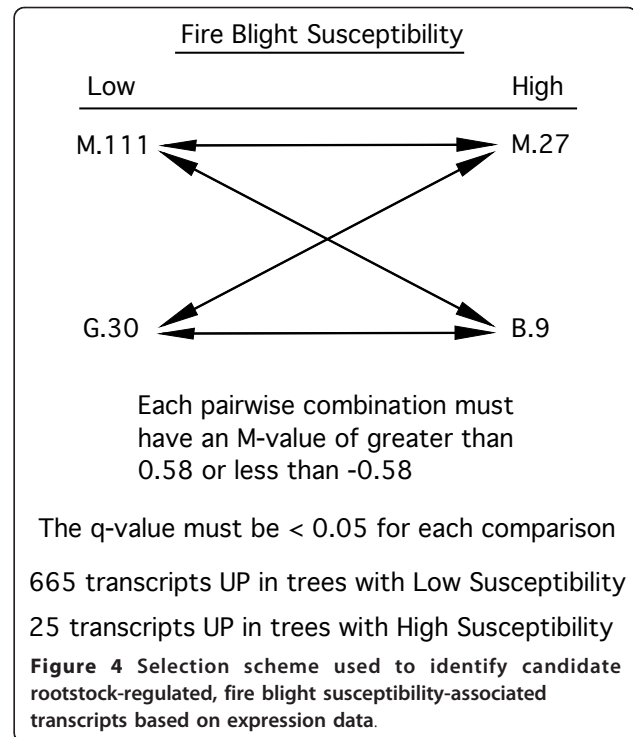 Fire Blight Susceptibility
Low High
M.111 M.27
G.30 B.9
Each pairwise combination must
have an M-value of greater than
0.58 or less than -0.58
The q-value must be < 0.05 for each comparison
665 transcripts UP in trees with Low Susceptibility
25 transcripts UP in trees with High Susceptibility
Figure 4 Selection scheme used to identify candidate
rootstock-regulated, fire blight susceptibility-associated
transcripts based on expression data.